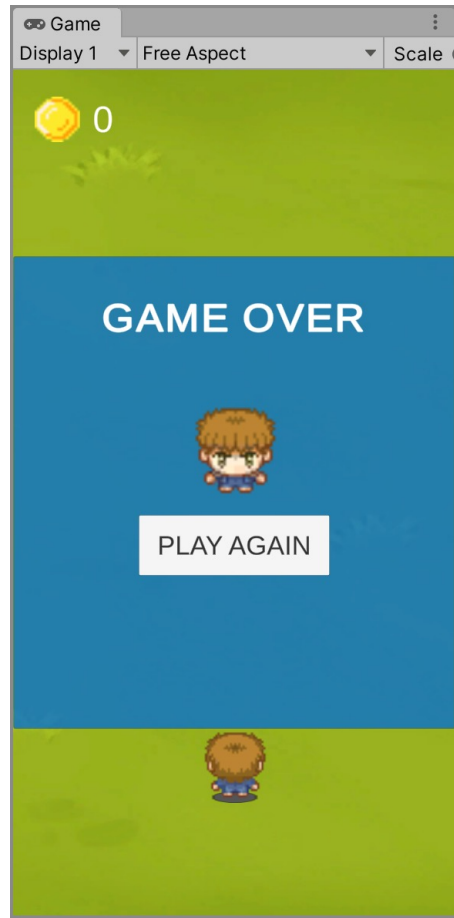 Game
Display 1 Free Aspect Scale
0
GAME OVER
PLAY AGAIN